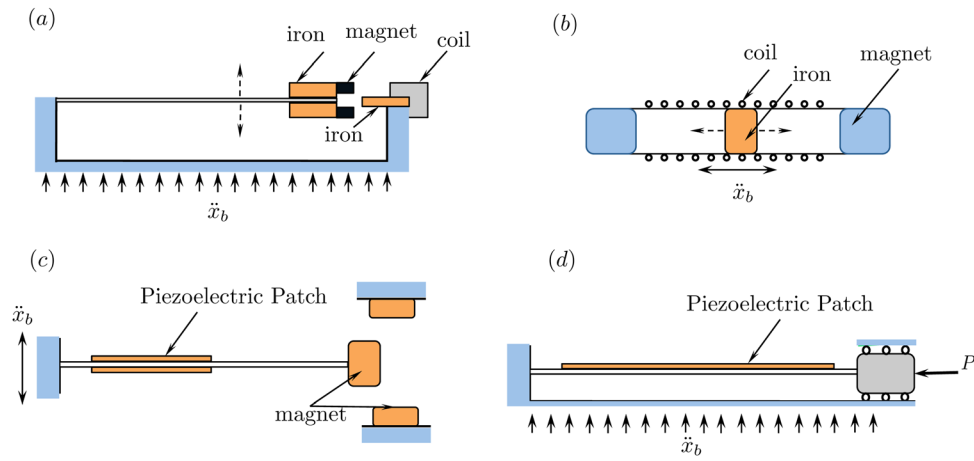 (a)
iron
magnet
coil
iron
ẍ_b
(b)
coil
iron
magnet
ẍ_b
(c)
Piezoelectric Patch
ẍ_b
magnet
(d)
Piezoelectric Patch
P
ẍ_b